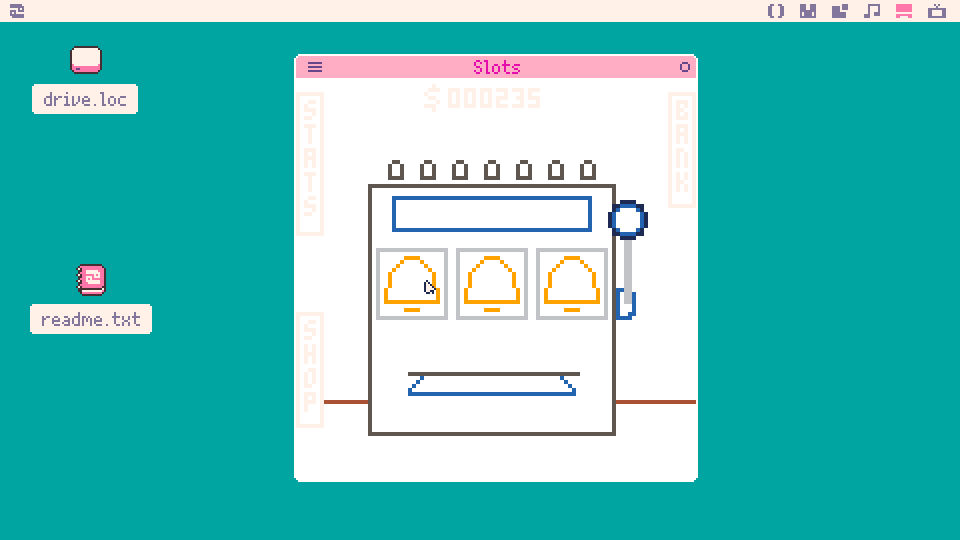 Slots
$000235
STATS
BANK
drive.loc
readme.txt
SHOP